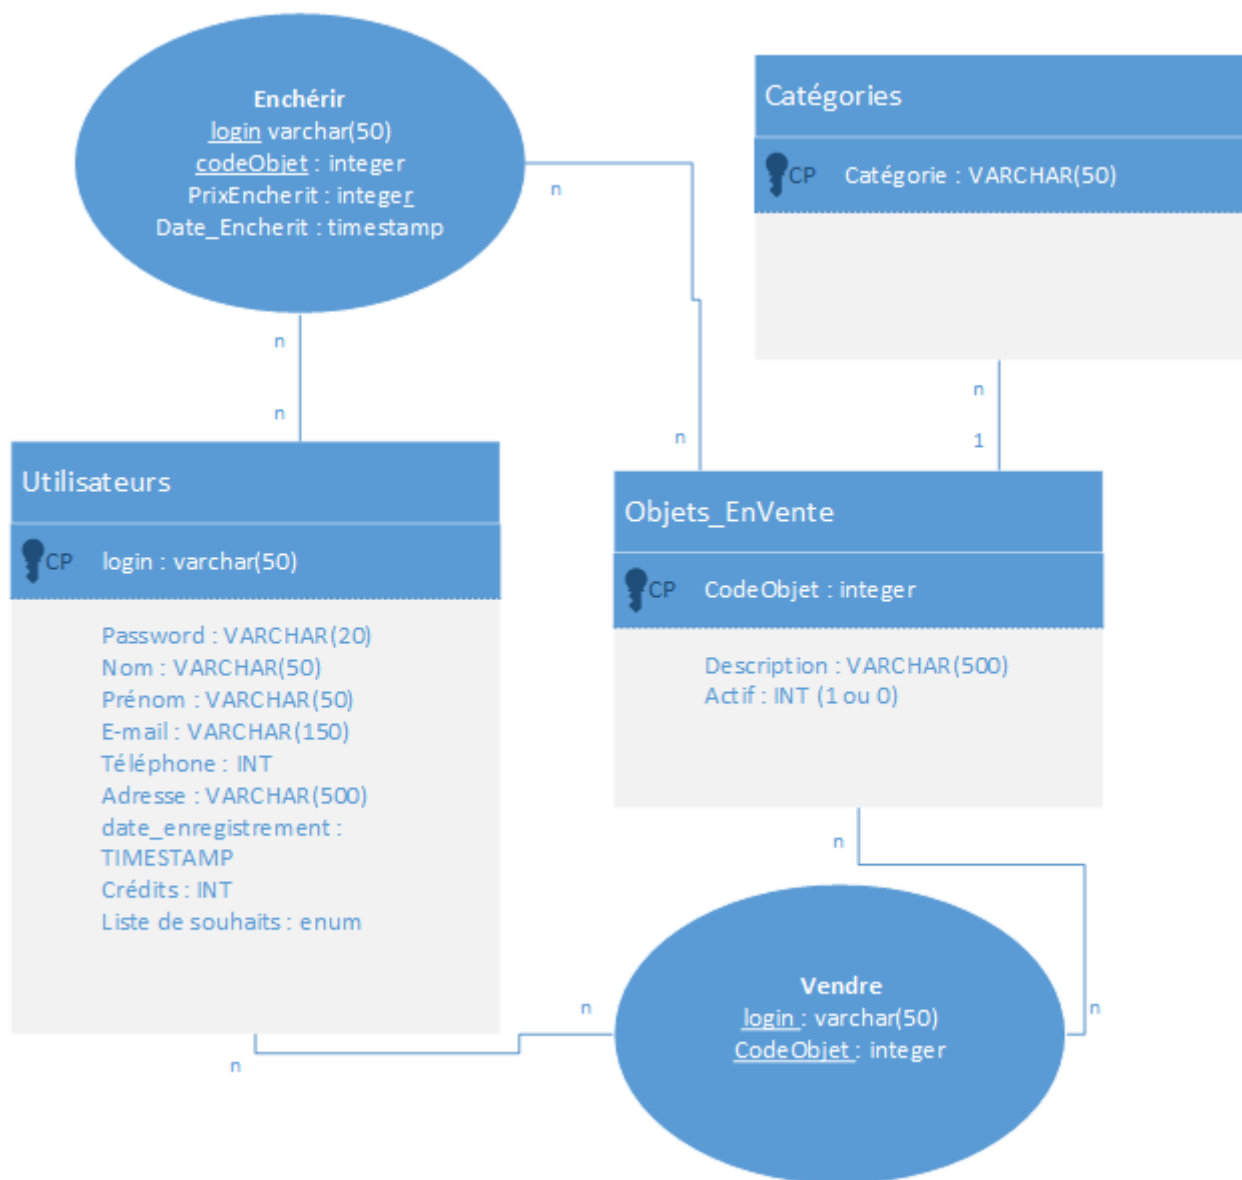 Enchérir
login varchar(50)
codeObjet : integer
PrixEncherit : integer
Date_Encherit : timestamp
n
n
n
n
Catégories
CP Catégorie : VARCHAR(50)
n
1
Utilisateurs
CP login : varchar(50)
Password : VARCHAR(20)
Nom : VARCHAR(50)
Prénom : VARCHAR(50)
E-mail : VARCHAR(150)
Téléphone : INT
Adresse : VARCHAR(500)
date_enregistrement :
TIMESTAMP
Crédits : INT
Liste de souhaits : enum
Objets_EnVente
CP CodeObjet : integer
Description : VARCHAR(500)
Actif : INT (1 ou 0)
n
n
n
n
Vendre
login : varchar(50)
CodeObjet : integer